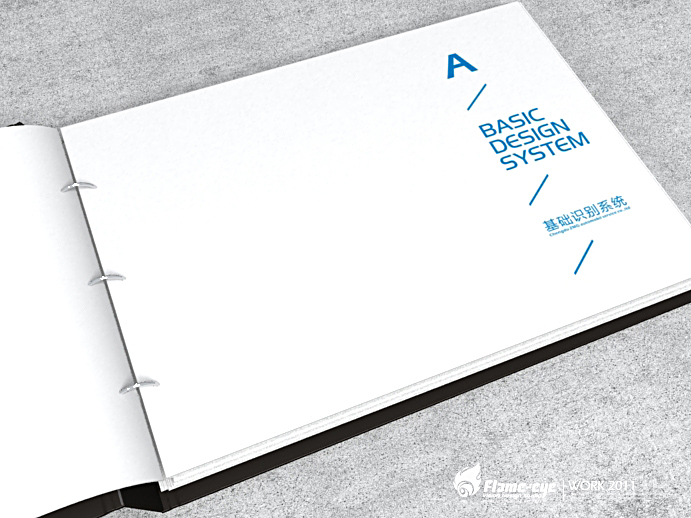 A
BASIC
DESIGN
SYSTEM
基础识别系统
Flame-eye | WORK 2011